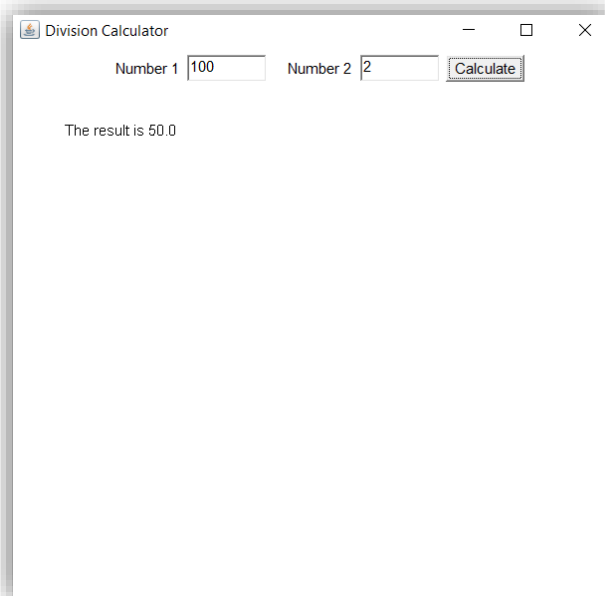 Division Calculator
Number 1 100 Number 2 2 Calculate
The result is 50.0